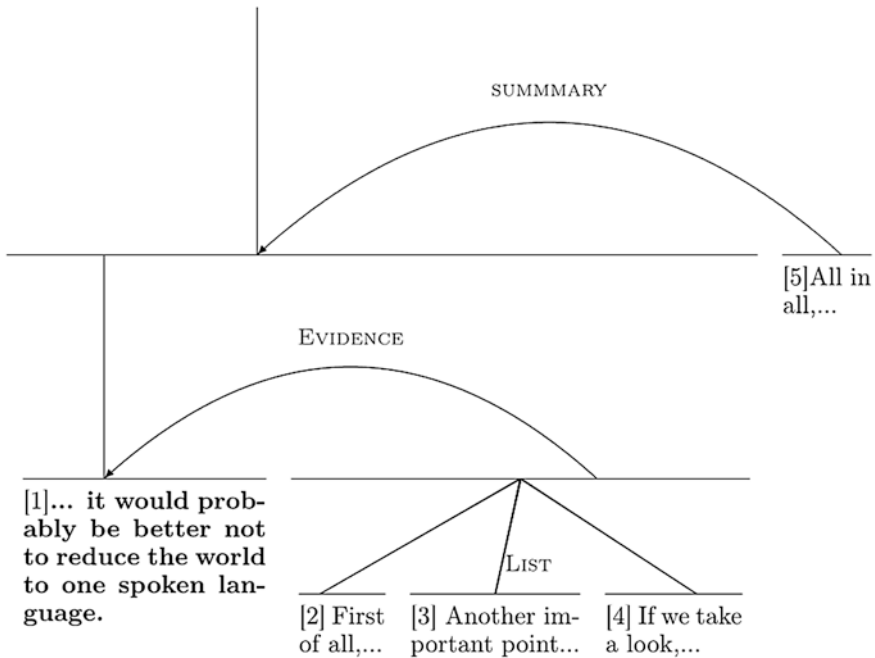 SUMMMARY
[5]All in
all,...
EVIDENCE
[1]... it would prob-
ably be better not
to reduce the world
to one spoken lan-
guage.
LIST
[2] First
of all,...
[3] Another im-
portant point...
[4] If we take
a look,...